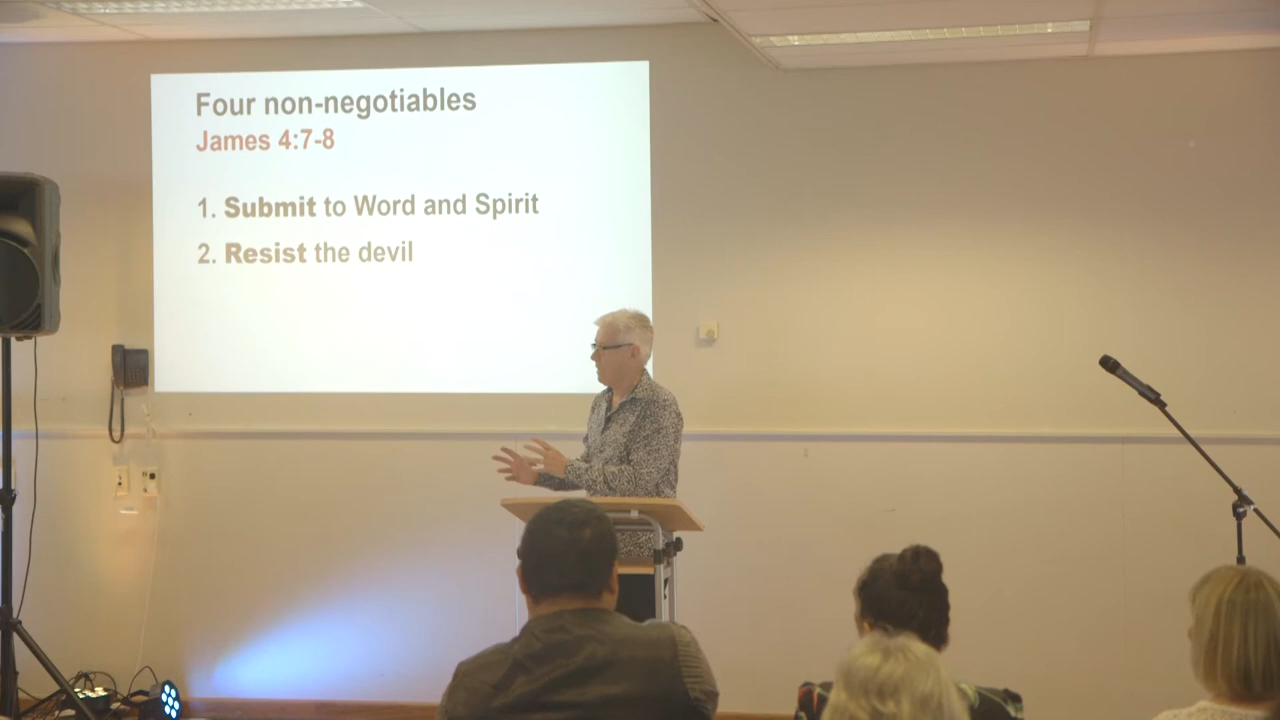 Four non-negotiables
James 4:7-8
1. Submit to Word and Spirit
2. Resist the devil